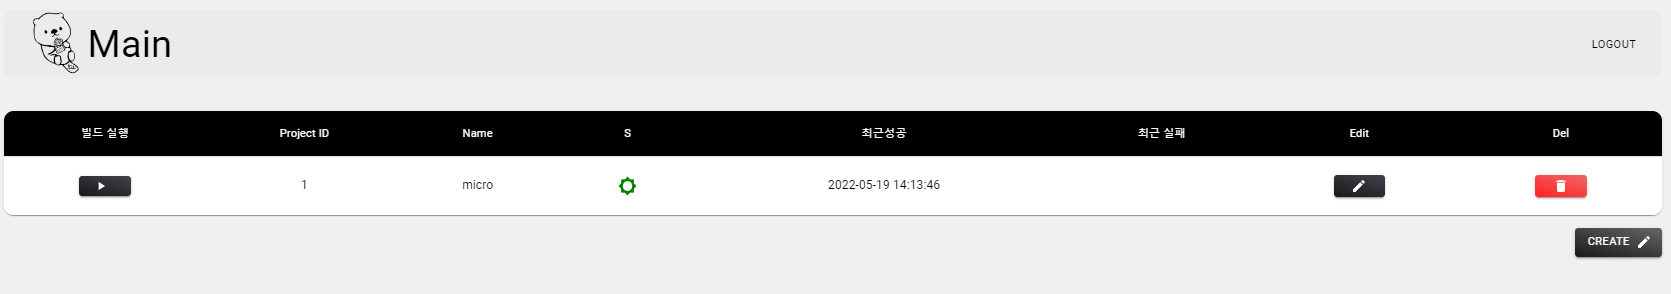 Main
LOGOUT
빌드 실행 Project ID Name S 최근성공 최근 실패 Edit Del
1 micro 2022-05-19 14:13:46
CREATE